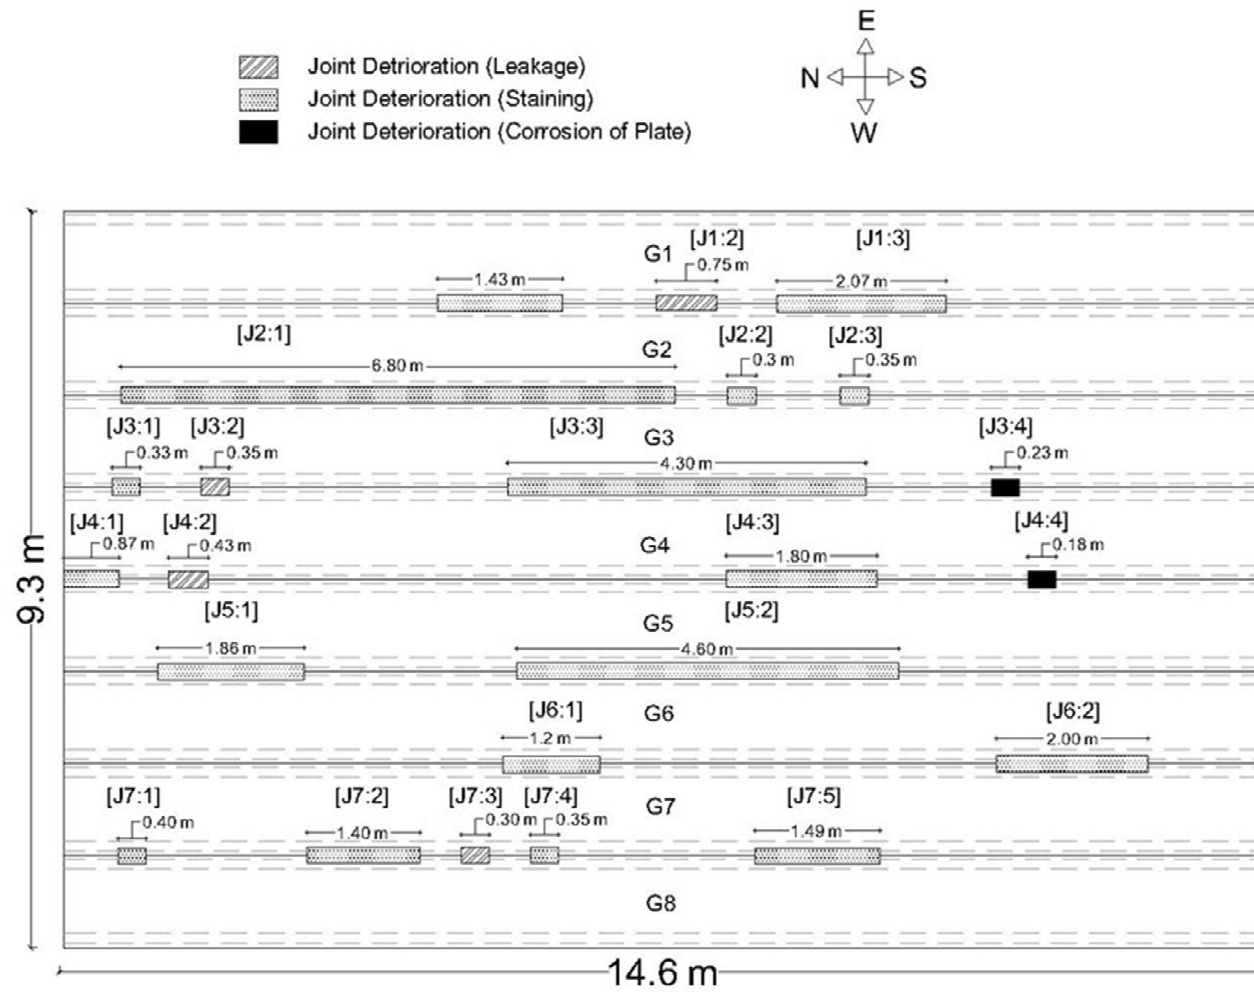 E
Joint Detrioration (Leakage)
N S
Joint Deterioration (Staining)
Joint Deterioration (Corrosion of Plate)
W
[J1:2] [J1:3]
G1
0.75 m
1.43 m 2.07 m
[J2:1] [J2:2] [J2:3]
G2
6.80 m 0.3 m 0.35 m
[J3:1] [J3:2] [J3:3] G3 [J3:4]
0.33 m 0.35 m 4.30 m 0.23 m
[J4:1] [J4:2] [J4:3] [J4:4]
0.87 m 0.43 m G4 1.80 m 0.18 m
9.3 m
[J5:1] G5 [J5:2]
1.86 m 4.60 m
[J6:1] G6 [J6:2]
1.2 m 2.00 m
[J7:1] [J7:2] [J7:3] [J7:4] G7 [J7:5]
0.40 m 1.40 m 0.30 m 0.35 m 1.49 m
G8
14.6 m